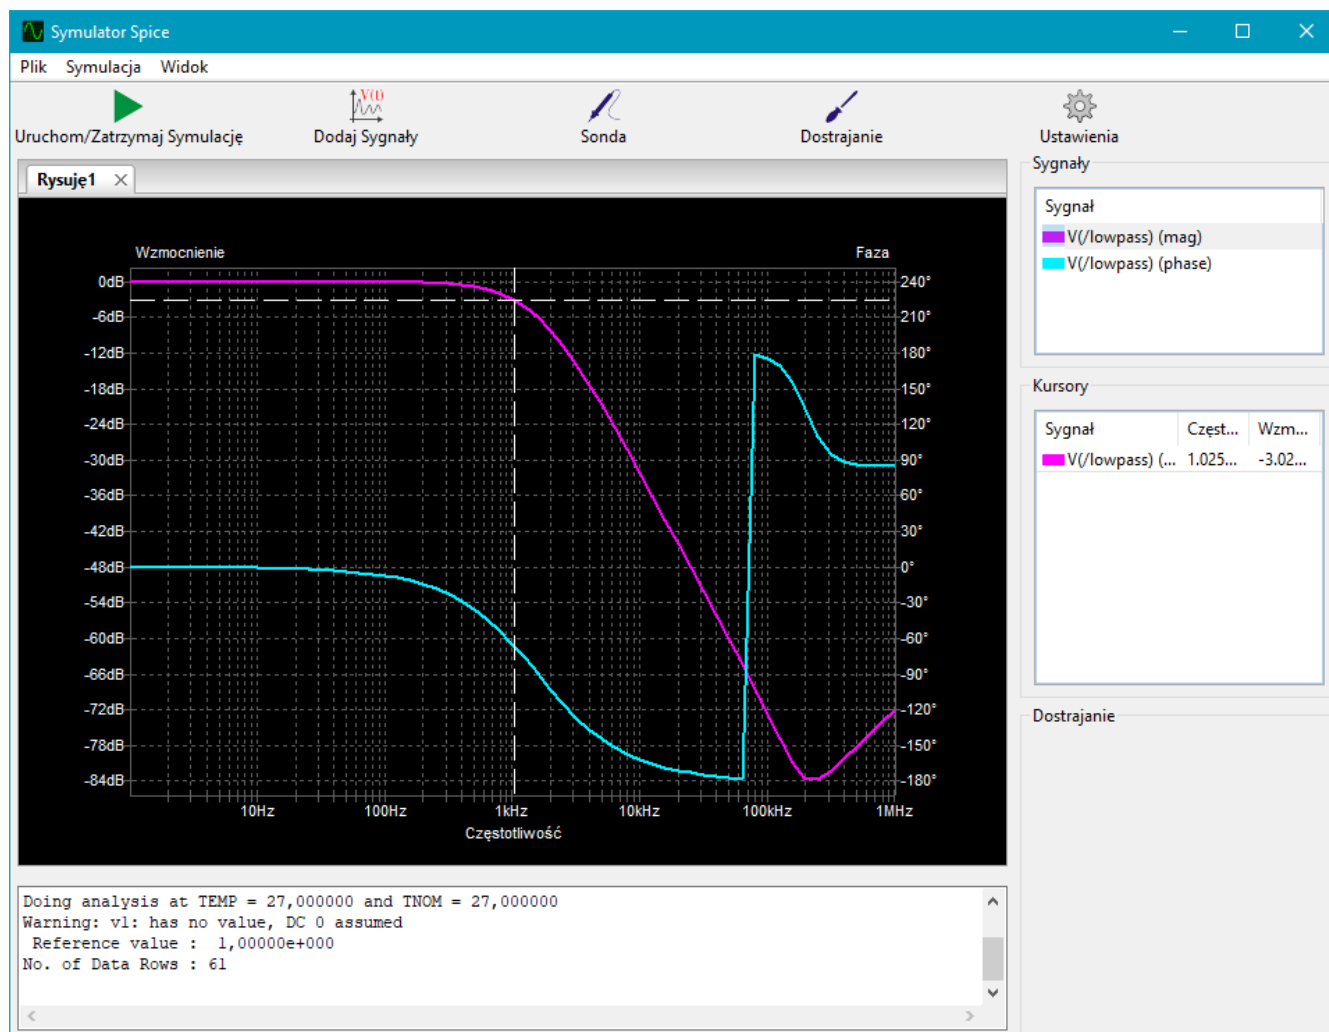 Symulator Spice
Plik Symulacja Widok
V(t)
Uruchom/Zatrzymaj Symulację Dodaj Sygnały Sonda Dostrajanie Ustawienia
Rysuję1
Wzmocnienie Faza
0dB 240°
-6dB 210°
-12dB 180°
-18dB 150°
-24dB 120°
-30dB 90°
-36dB 60°
-42dB 30°
-48dB 0°
-54dB -30°
-60dB -60°
-66dB -90°
-72dB -120°
-78dB -150°
-84dB -180°
10Hz 100Hz 1kHz 10kHz 100kHz 1MHz
Częstotliwość
Sygnały
Sygnał
V(/lowpass) (mag)
V(/lowpass) (phase)
Kursory
Sygnał Częst... Wzm...
V(/lowpass) (... 1.025... -3.02...
Dostrajanie
Doing analysis at TEMP = 27,000000 and TNOM = 27,000000
Warning: v1: has no value, DC 0 assumed
Reference value : 1,00000e+000
No. of Data Rows : 61